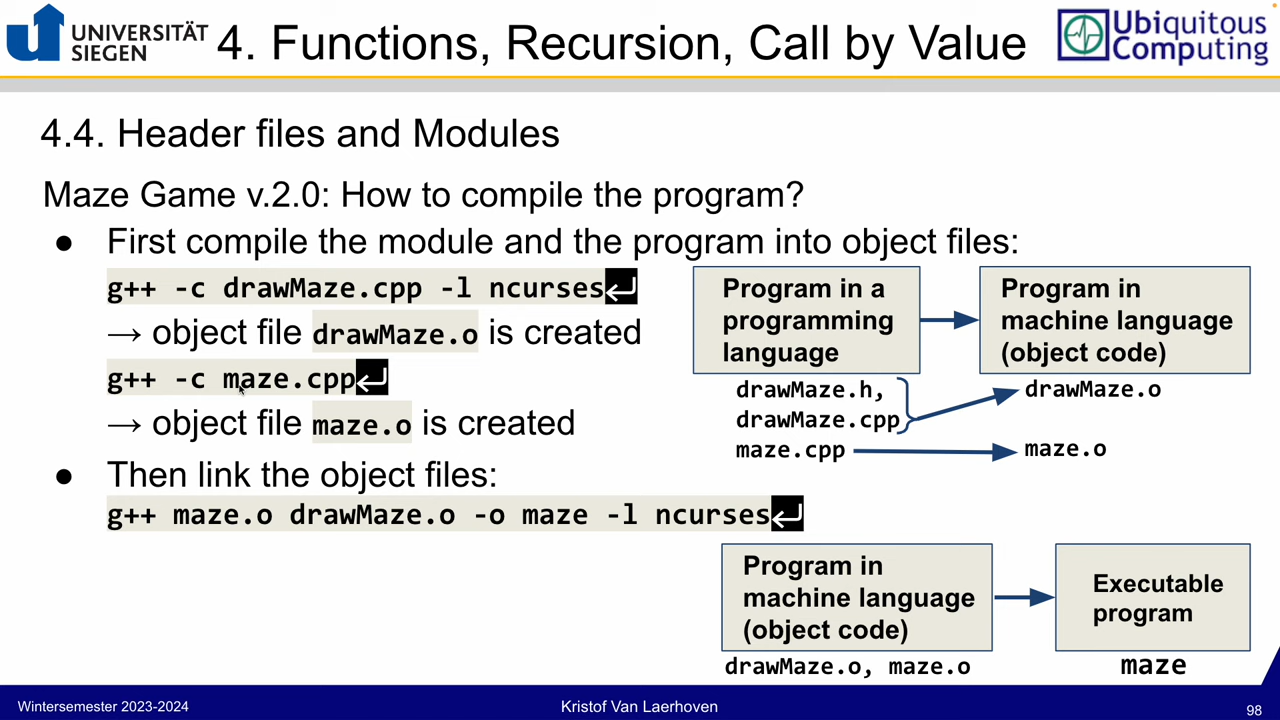 UNIVERSITÄT
SIEGEN
4. Functions, Recursion, Call by Value
Ubiquitous
Computing
4.4. Header files and Modules
Maze Game v.2.0: How to compile the program?
● First compile the module and the program into object files:
g++ -c drawMaze.cpp -l ncurses↵
→ object file drawMaze.o is created
g++ -c maze.cpp↵
→ object file maze.o is created
● Then link the object files:
g++ maze.o drawMaze.o -o maze -l ncurses↵
Program in a
programming
language
Program in
machine language
(object code)
drawMaze.h,
drawMaze.cpp
maze.cpp
drawMaze.o
maze.o
Program in
machine language
(object code)
Executable
program
drawMaze.o, maze.o
maze
Wintersemester 2023-2024
Kristof Van Laerhoven
98